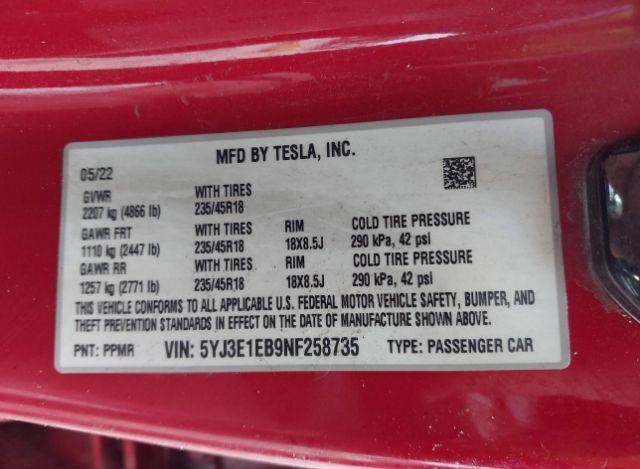 MFD BY TESLA, INC.
05/22
GVWR WITH TIRES
2207 kg (4866 lb) 235/45R18
GAWR FRT WITH TIRES RIM COLD TIRE PRESSURE
1110 kg (2447 lb) 235/45R18 18X8.5J 290 kPa, 42 psi
GAWR RR WITH TIRES RIM COLD TIRE PRESSURE
1257 kg (2771 lb) 235/45R18 18X8.5J 290 kPa, 42 psi
THIS VEHICLE CONFORMS TO ALL APPLICABLE U.S. FEDERAL MOTOR VEHICLE SAFETY, BUMPER, AND
THEFT PREVENTION STANDARDS IN EFFECT ON THE DATE OF MANUFACTURE SHOWN ABOVE.
PNT: PPMR VIN: 5YJ3E1EB9NF258735 TYPE: PASSENGER CAR